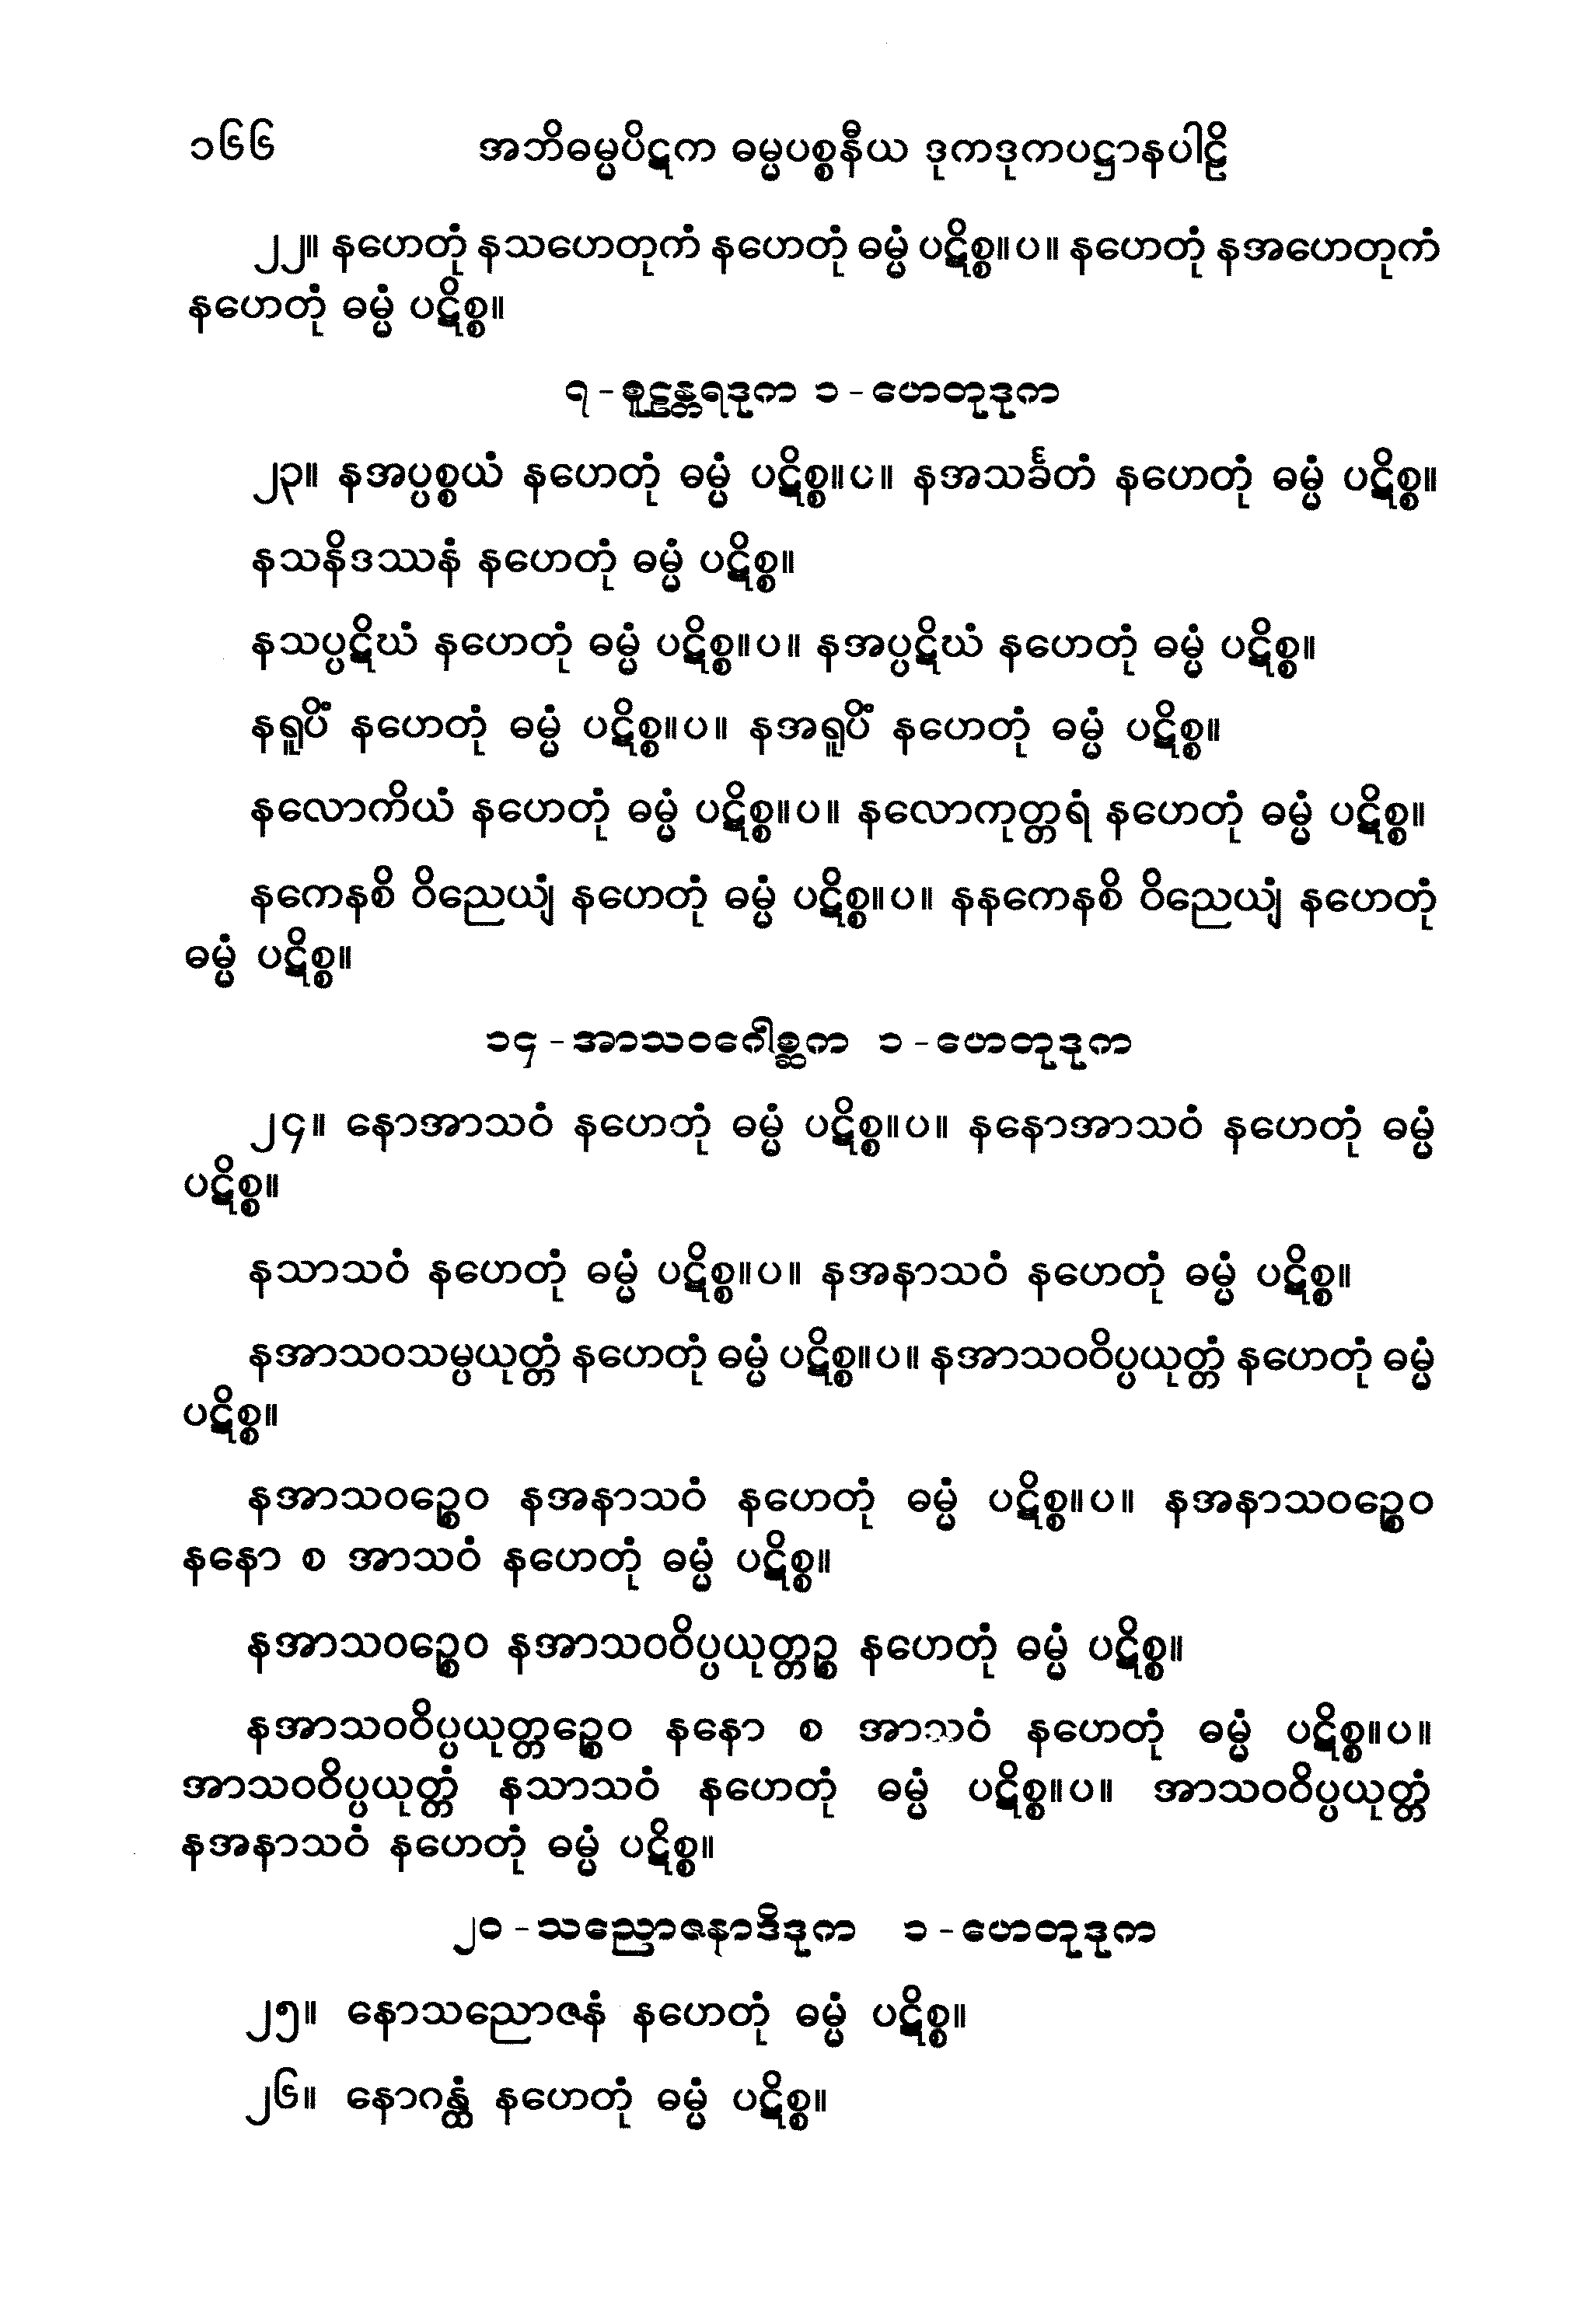 ၁၆၆ အဘိဓမ္မပိဋက ဓမ္မပစ္စနီယ ဒုကဒုကပဋ္ဌာနပါဠိ
၂၂။ နဟေတုံ နသဟေတုကံ နဟေတုံ ဓမ္မံ ပဋိစ္စ။ပ။ နဟေတုံ နအဟေတုကံ
နဟေတုံ ဓမ္မံ ပဋိစ္စ။
၇ - စူဠန္တရဒုက ၁ - ဟေတုဒုက
၂၃။ နအပ္ပစ္စယံ နဟေတုံ ဓမ္မံ ပဋိစ္စ။ပ။ နအသင်္ခတံ နဟေတုံ ဓမ္မံ ပဋိစ္စ။
နသနိဒဿနံ နဟေတုံ ဓမ္မံ ပဋိစ္စ။
နသပ္ပဋိဃံ နဟေတုံ ဓမ္မံ ပဋိစ္စ။ပ။ နအပ္ပဋိဃံ နဟေတုံ ဓမ္မံ ပဋိစ္စ။
နရူပိံ နဟေတုံ ဓမ္မံ ပဋိစ္စ။ပ။ နအရူပိံ နဟေတုံ ဓမ္မံ ပဋိစ္စ။
နလောကိယံ နဟေတုံ ဓမ္မံ ပဋိစ္စ။ပ။ နလောကုတ္တရံ နဟေတုံ ဓမ္မံ ပဋိစ္စ။
နကေနစိ ဝိညေယျံ နဟေတုံ ဓမ္မံ ပဋိစ္စ။ပ။ နနကေနစိ ဝိညေယျံ နဟေတုံ
ဓမ္မံ ပဋိစ္စ။
၁၄ - အာသဝဂေါစ္ဆက ၁ - ဟေတုဒုက
၂၄။ နောအာသဝံ နဟေတုံ ဓမ္မံ ပဋိစ္စ။ပ။ နနောအာသဝံ နဟေတုံ ဓမ္မံ
ပဋိစ္စ။
နသာသဝံ နဟေတုံ ဓမ္မံ ပဋိစ္စ။ပ။ နအနာသဝံ နဟေတုံ ဓမ္မံ ပဋိစ္စ။
နအာသဝသမ္ပယုတ္တံ နဟေတုံ ဓမ္မံ ပဋိစ္စ။ပ။ နအာသဝဝိပ္ပယုတ္တံ နဟေတုံ ဓမ္မံ
ပဋိစ္စ။
နအာသဝဉ္စေဝ နအနာသဝံ နဟေတုံ ဓမ္မံ ပဋိစ္စ။ပ။ နအနာသဝဉ္စေဝ
နနော စ အာသဝံ နဟေတုံ ဓမ္မံ ပဋိစ္စ။
နအာသဝဉ္စေဝ နအာသဝဝိပ္ပယုတ္တဉ္စ နဟေတုံ ဓမ္မံ ပဋိစ္စ။
နအာသဝဝိပ္ပယုတ္တဉ္စေဝ နနော စ အာသဝံ နဟေတုံ ဓမ္မံ ပဋိစ္စ။ပ။
အာသဝဝိပ္ပယုတ္တံ နသာသဝံ နဟေတုံ ဓမ္မံ ပဋိစ္စ။ပ။ အာသဝဝိပ္ပယုတ္တံ
နအနာသဝံ နဟေတုံ ဓမ္မံ ပဋိစ္စ။
၂၀ - သညောဇနာဒိဒုက ၁ - ဟေတုဒုက
၂၅။ နောသညောဇနံ နဟေတုံ ဓမ္မံ ပဋိစ္စ။
၂၆။ နောဂန္ထံ နဟေတုံ ဓမ္မံ ပဋိစ္စ။